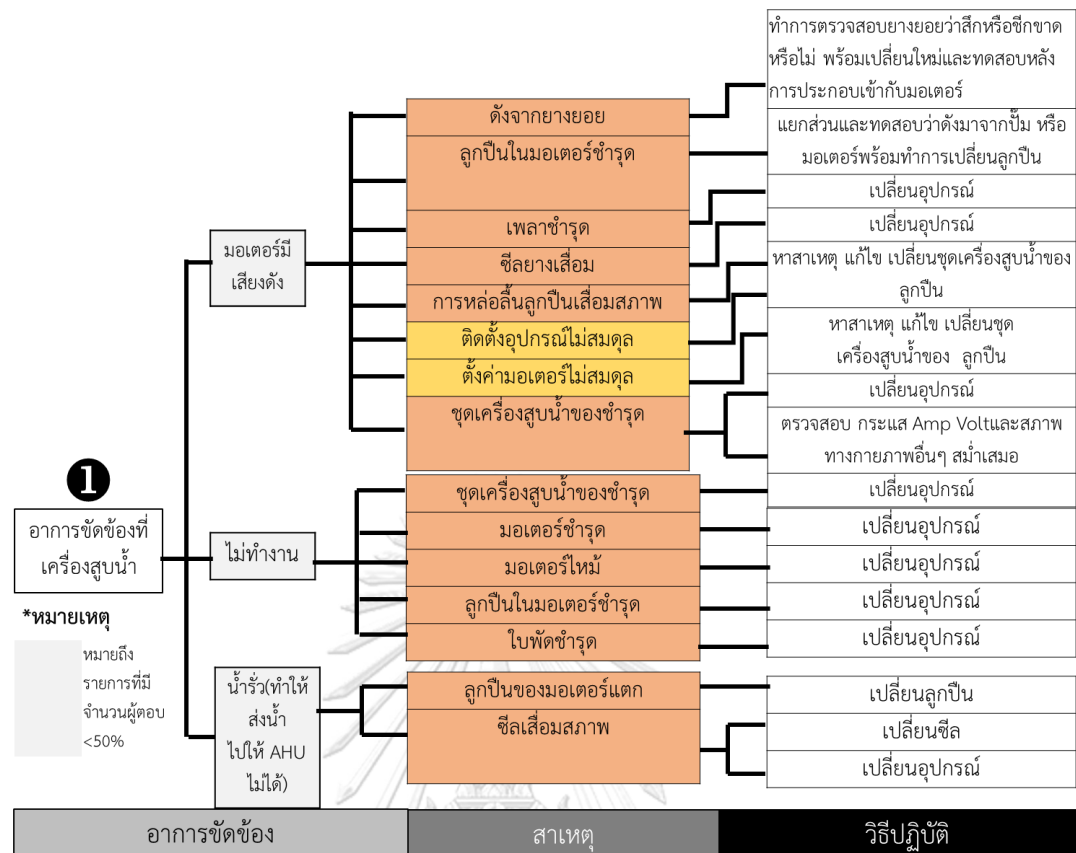 ทำการตรวจสอบยางยอยว่าสึกหรือชีกขาด
หรือไม่ พร้อมเปลี่ยนใหม่และทดสอบหลัง
การประกอบเข้ากับมอเตอร์
ดังจากยางยอย
แยกส่วนและทดสอบว่าดังมาจากปั๊ม หรือ
มอเตอร์พร้อมทำการเปลี่ยนลูกปืน
ลูกปืนในมอเตอร์ชำรุด
เปลี่ยนอุปกรณ์
เพลาชำรุด
เปลี่ยนอุปกรณ์
มอเตอร์มี
เสียงดัง
ซีลยางเสื่อม
หาสาเหตุ แก้ไข เปลี่ยนชุดเครื่องสูบน้ำของ
ลูกปืน
การหล่อลื้นลูกปืนเสื่อมสภาพ
ติดตั้งอุปกรณ์ไม่สมดุล
หาสาเหตุ แก้ไข เปลี่ยนชุด
เครื่องสูบน้ำของ ลูกปืน
ตั้งค่ามอเตอร์ไม่สมดุล
เปลี่ยนอุปกรณ์
ชุดเครื่องสูบน้ำของชำรุด
ตรวจสอบ กระแส Amp Voltและสภาพ
ทางกายภาพอื่นๆ สม่ำเสมอ
❶
อาการขัดข้องที่
เครื่องสูบน้ำ
ไม่ทำงาน
ชุดเครื่องสูบน้ำของชำรุด
เปลี่ยนอุปกรณ์
มอเตอร์ชำรุด
เปลี่ยนอุปกรณ์
มอเตอร์ไหม้
เปลี่ยนอุปกรณ์
ลูกปืนในมอเตอร์ชำรุด
เปลี่ยนอุปกรณ์
ใบพัดชำรุด
เปลี่ยนอุปกรณ์
*หมายเหตุ
หมายถึง
รายการที่มี
จำนวนผู้ตอบ
<50%
น้ำรั่ว(ทำให้
ส่งน้ำ
ไปให้ AHU
ไม่ได้)
ลูกปืนของมอเตอร์แตก
เปลี่ยนลูกปืน
ซีลเสื่อมสภาพ
เปลี่ยนซีล
เปลี่ยนอุปกรณ์
อาการขัดข้อง
สาเหตุ
วิธีปฏิบัติ